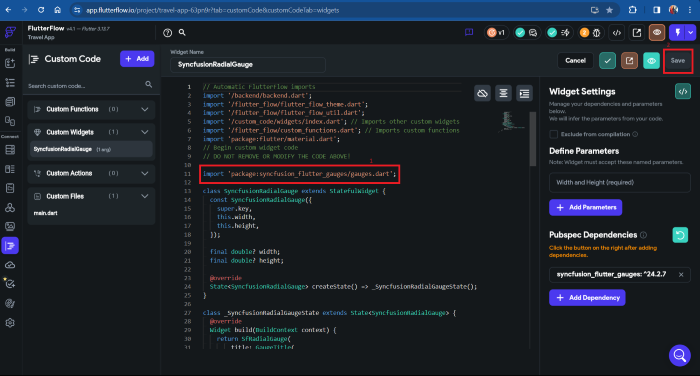 app.flutterflow.io/project/travel-app-63pn9r?tab=customCode&customCodeTab=widgets
FlutterFlow
v4.1 Flutter 3.13.7
Travel App
v1
2
Build
Connect
Custom Code
Add
Search custom code...
Custom Functions (0)
Custom Widgets (1)
SyncfusionRadialGauge (1 arg)
Custom Actions (0)
Custom Files (1)
main.dart
Widget Name
SyncfusionRadialGauge
Cancel
2
Save
1 // Automatic FlutterFlow imports
2 import '/backend/backend.dart';
3 import '/flutter_flow/flutter_flow_theme.dart';
4 import '/flutter_flow/flutter_flow_util.dart';
5 import '/custom_code/widgets/index.dart'; // Imports other custom widgets
6 import '/flutter_flow/custom_functions.dart'; // Imports custom functions
7 import 'package:flutter/material.dart';
8 // Begin custom widget code
9 // DO NOT REMOVE OR MODIFY THE CODE ABOVE!
10
1
11 import 'package:syncfusion_flutter_gauges/gauges.dart';
12
13 class SyncfusionRadialGauge extends StatefulWidget {
14 const SyncfusionRadialGauge({
15 super.key,
16 this.width,
17 this.height,
18 });
19
20 final double? width;
21 final double? height;
22
23 @override
24 State<SyncfusionRadialGauge> createState() => _SyncfusionRadialGaugeState();
25 }
26
27 class _SyncfusionRadialGaugeState extends State<SyncfusionRadialGauge> {
28 @override
29 Widget build(BuildContext context) {
30 return SfRadialGauge(
31 title: GaugeTitle(
Widget Settings
Manage your dependencies and parameters
below.
We will infer the parameters from your code.
Exclude from compilation
Define Parameters
Note: Widget must accept these named parameters.
Width and Height (required)
Add Parameters
Pubspec Dependencies
Click the button on the right after adding
dependencies.
syncfusion_flutter_gauges: ^24.2.7
Add Dependency